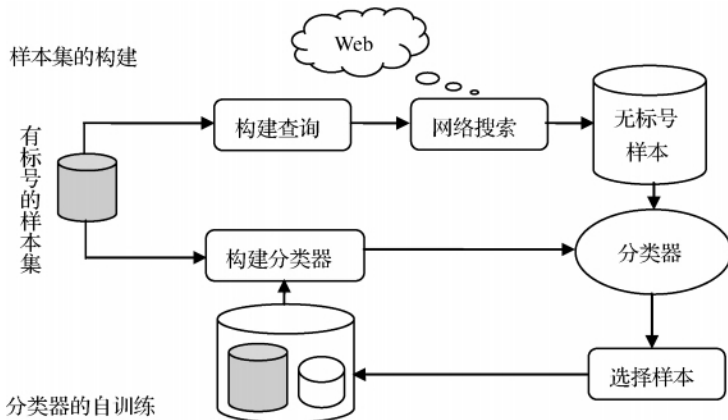 样本集的构建
Web
有标号的样本集
构建查询
网络搜索
无标号
样本
构建分类器
分类器
选择样本
分类器的自训练